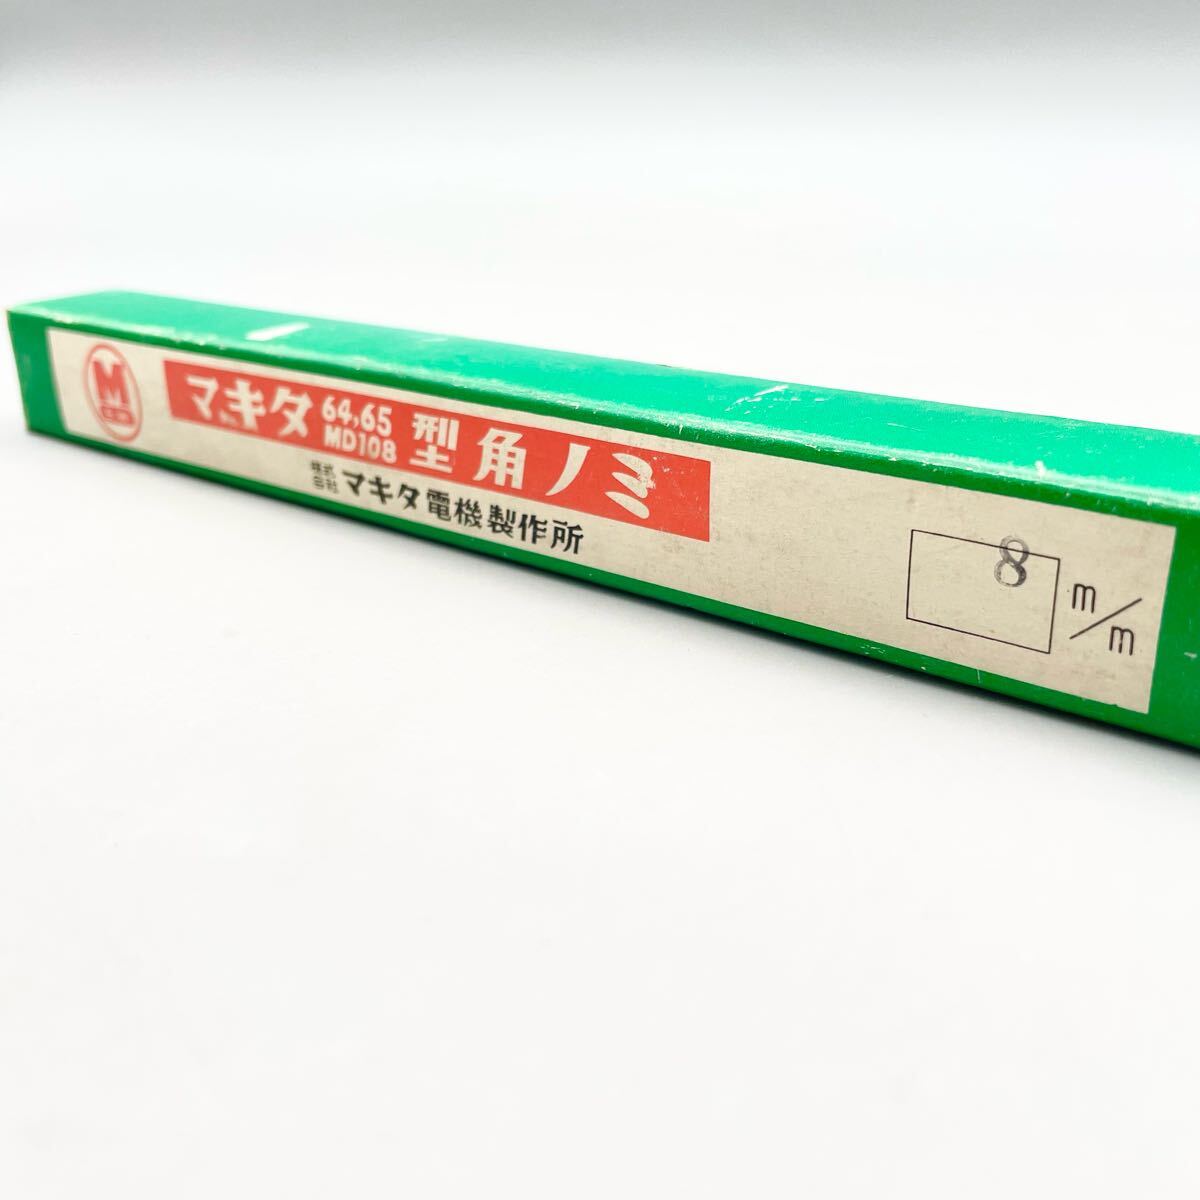 M
マキタ 64,65 MD108 型 角ノミ
株式会社 マキタ電機製作所
8 m/m